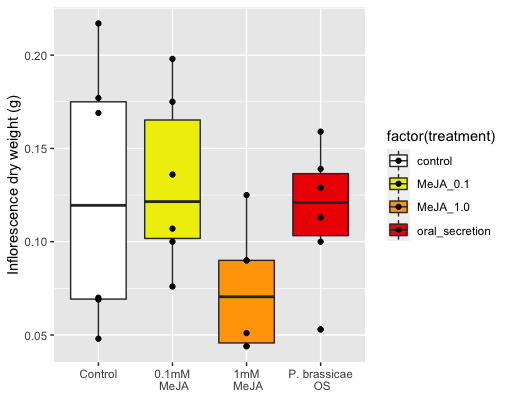 Inflorescence dry weight (g)
0.20
0.15
0.10
0.05
Control
0.1mM
MeJA
1mM
MeJA
P. brassicae
OS
factor(treatment)
control
MeJA_0.1
MeJA_1.0
oral_secretion